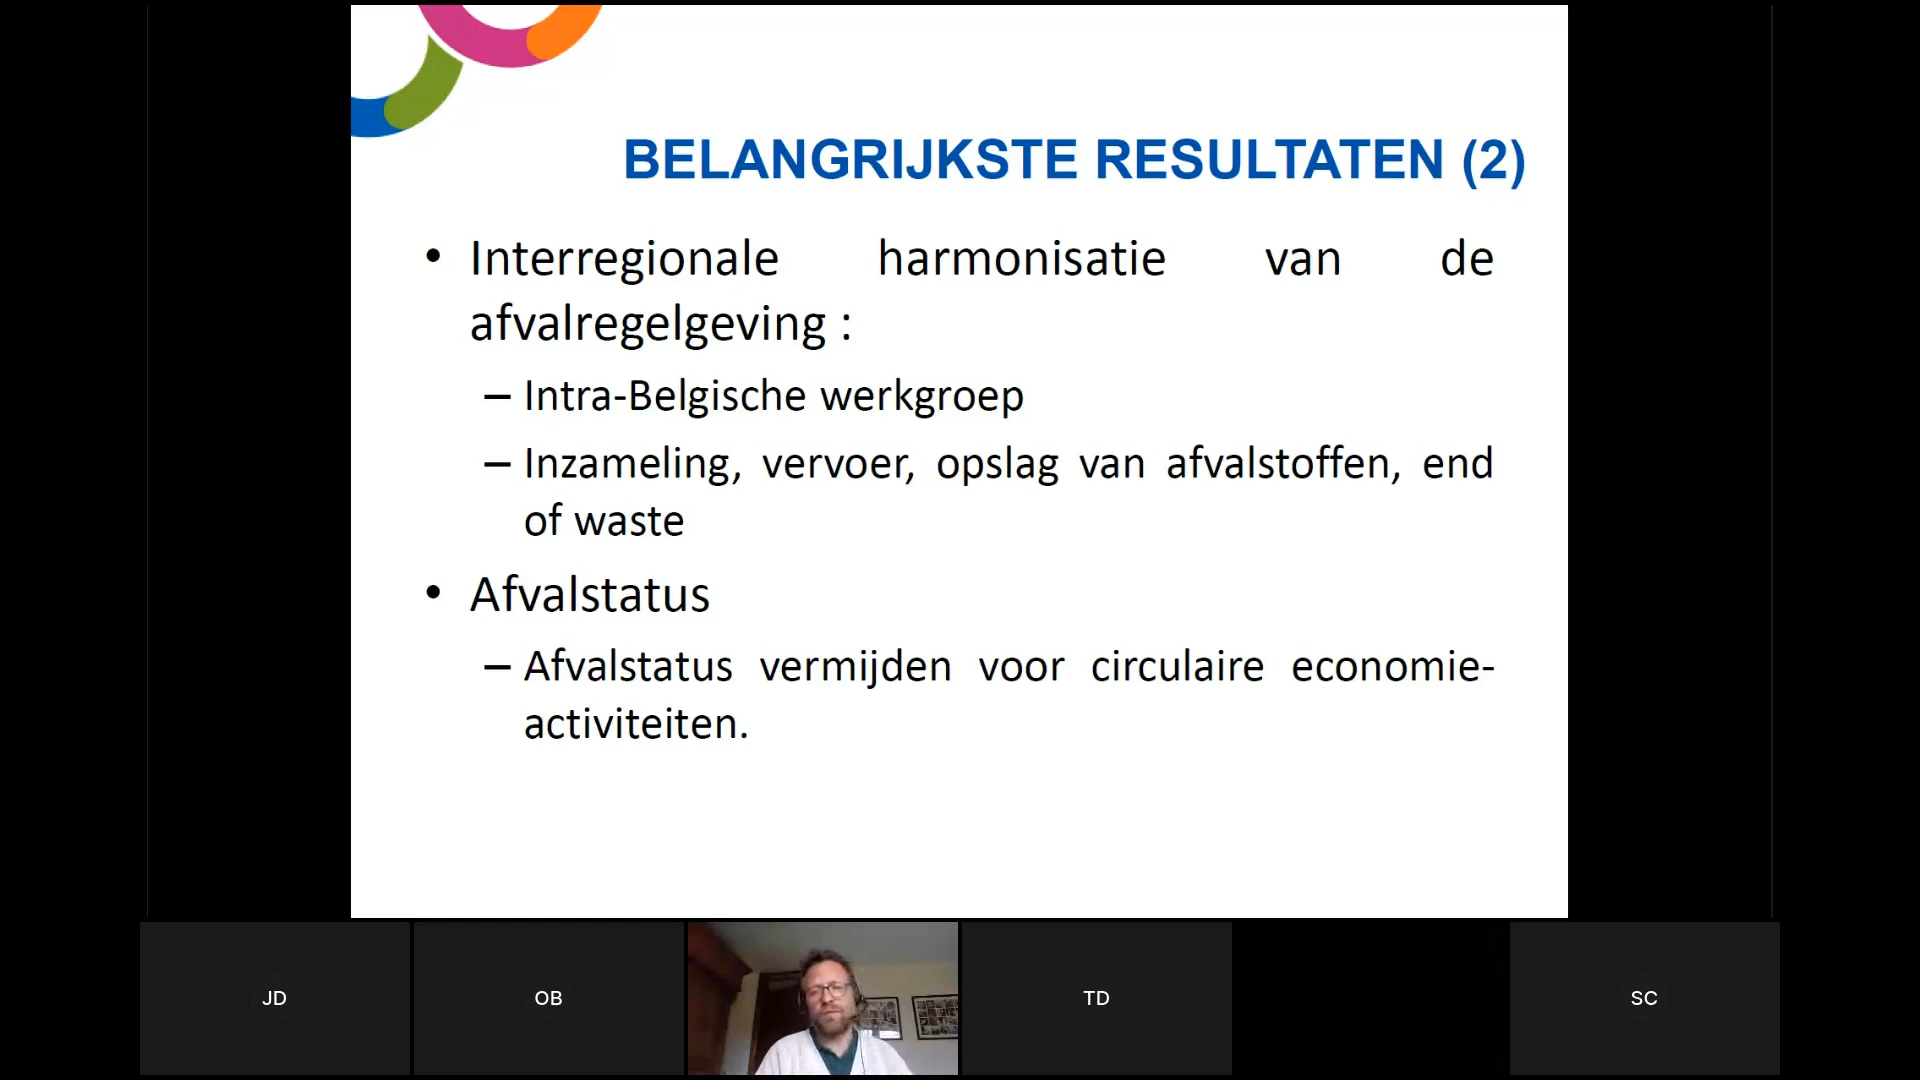 BELANGRIJKSTE RESULTATEN (2)
• Interregionale harmonisatie van de
afvalregelgeving :
– Intra-Belgische werkgroep
– Inzameling, vervoer, opslag van afvalstoffen, end
of waste
• Afvalstatus
– Afvalstatus vermijden voor circulaire economie-
activiteiten.
JD
OB
TD
SC